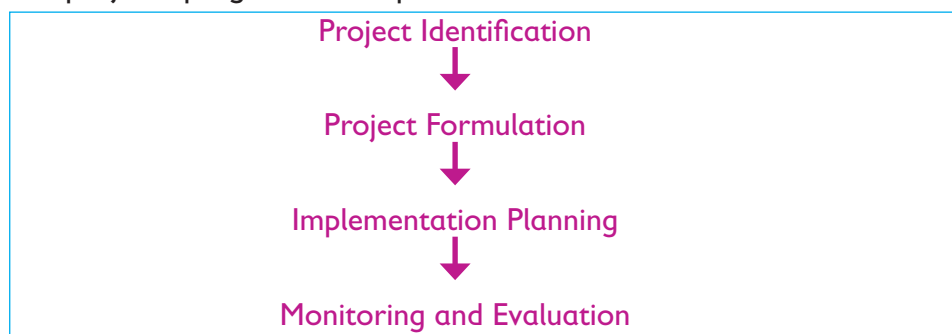 Project Identification
Project Formulation
Implementation Planning
Monitoring and Evaluation